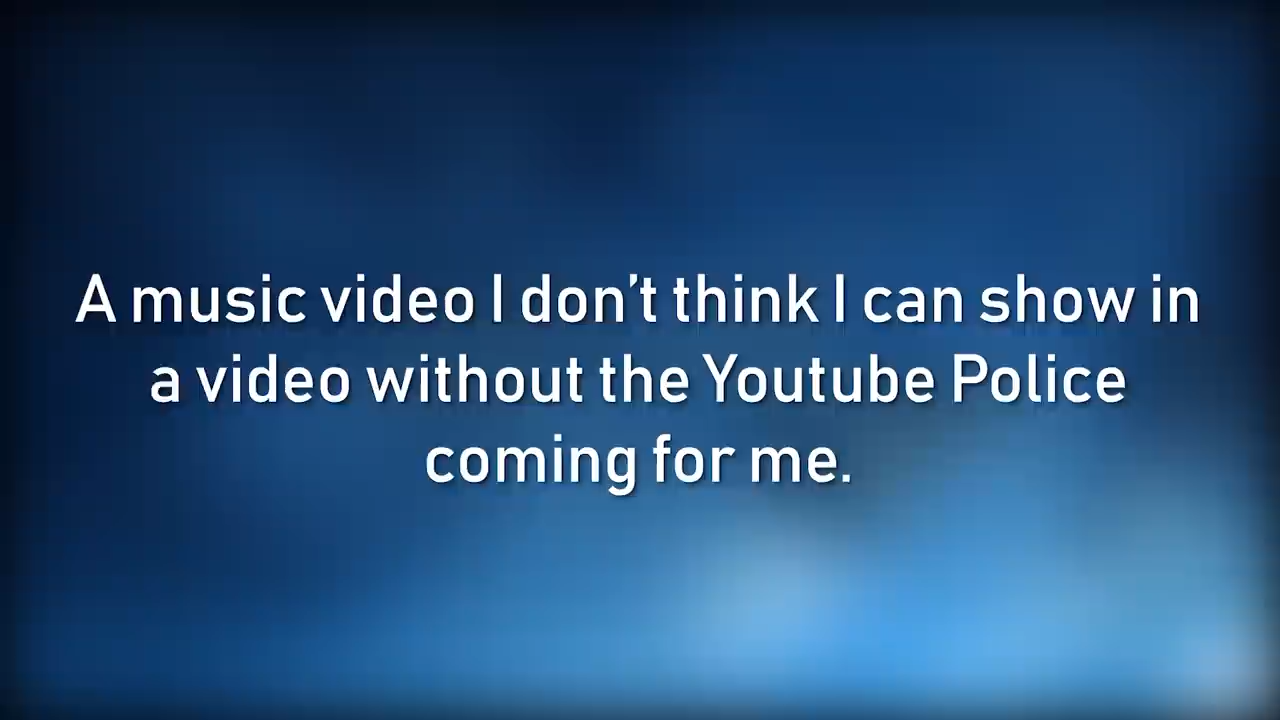 A music video I don’t think I can show in
a video without the Youtube Police
coming for me.